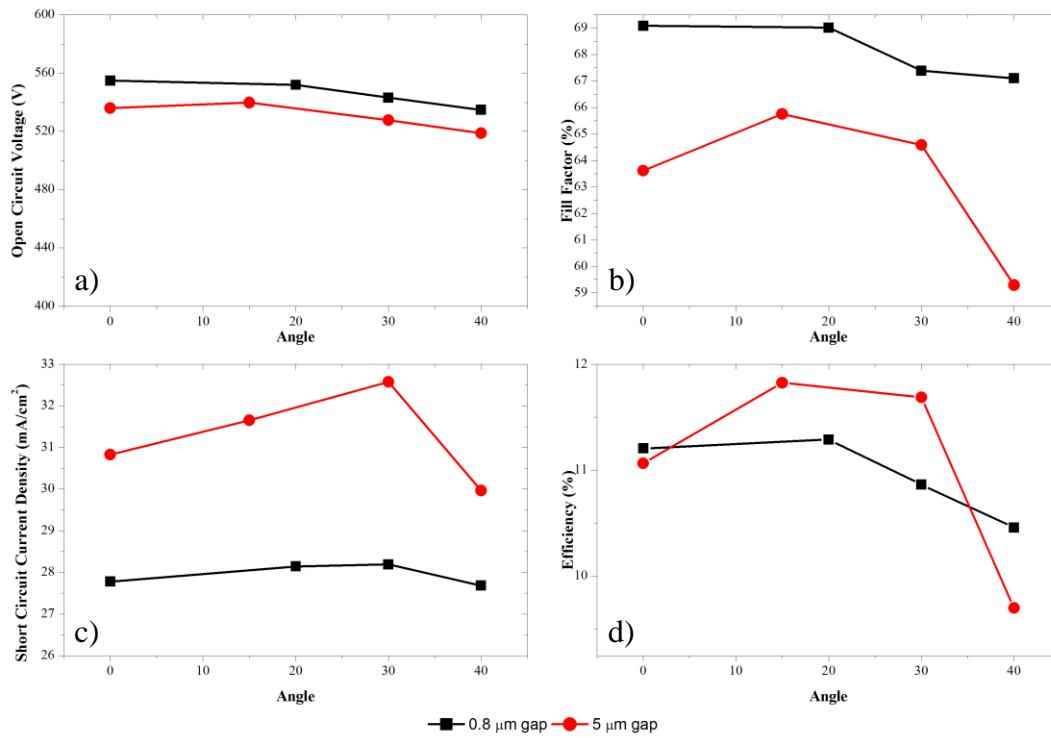 600
560
520
480
440
400
Open Circuit Voltage (V)
a)
0 10 20 30 40
Angle
69
68
67
66
65
64
63
62
61
60
59
Fill Factor (%)
b)
0 10 20 30 40
Angle
33
32
31
30
29
28
27
26
Short Circuit Current Density (mA/cm²)
c)
0 10 20 30 40
Angle
12
11
10
Efficiency (%)
d)
0 10 20 30 40
Angle
0.8 μm gap 5 μm gap